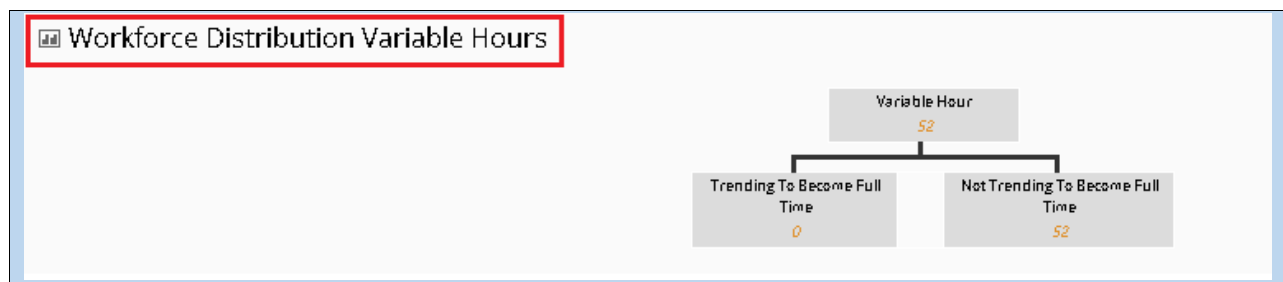 Workforce Distribution Variable Hours
Variable Hour
52
Trending To Become Full
Time
0
Not Trending To Become Full
Time
52